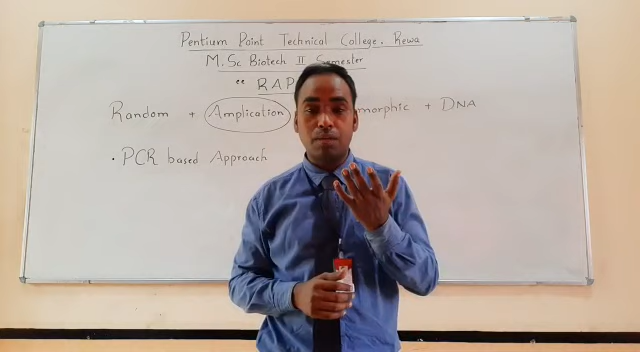 Pentium Point Technical College. Rewa
M. Sc Biotech II Semester
" RAP
Random + Amplication morphic + DNA
• PCR based Approach